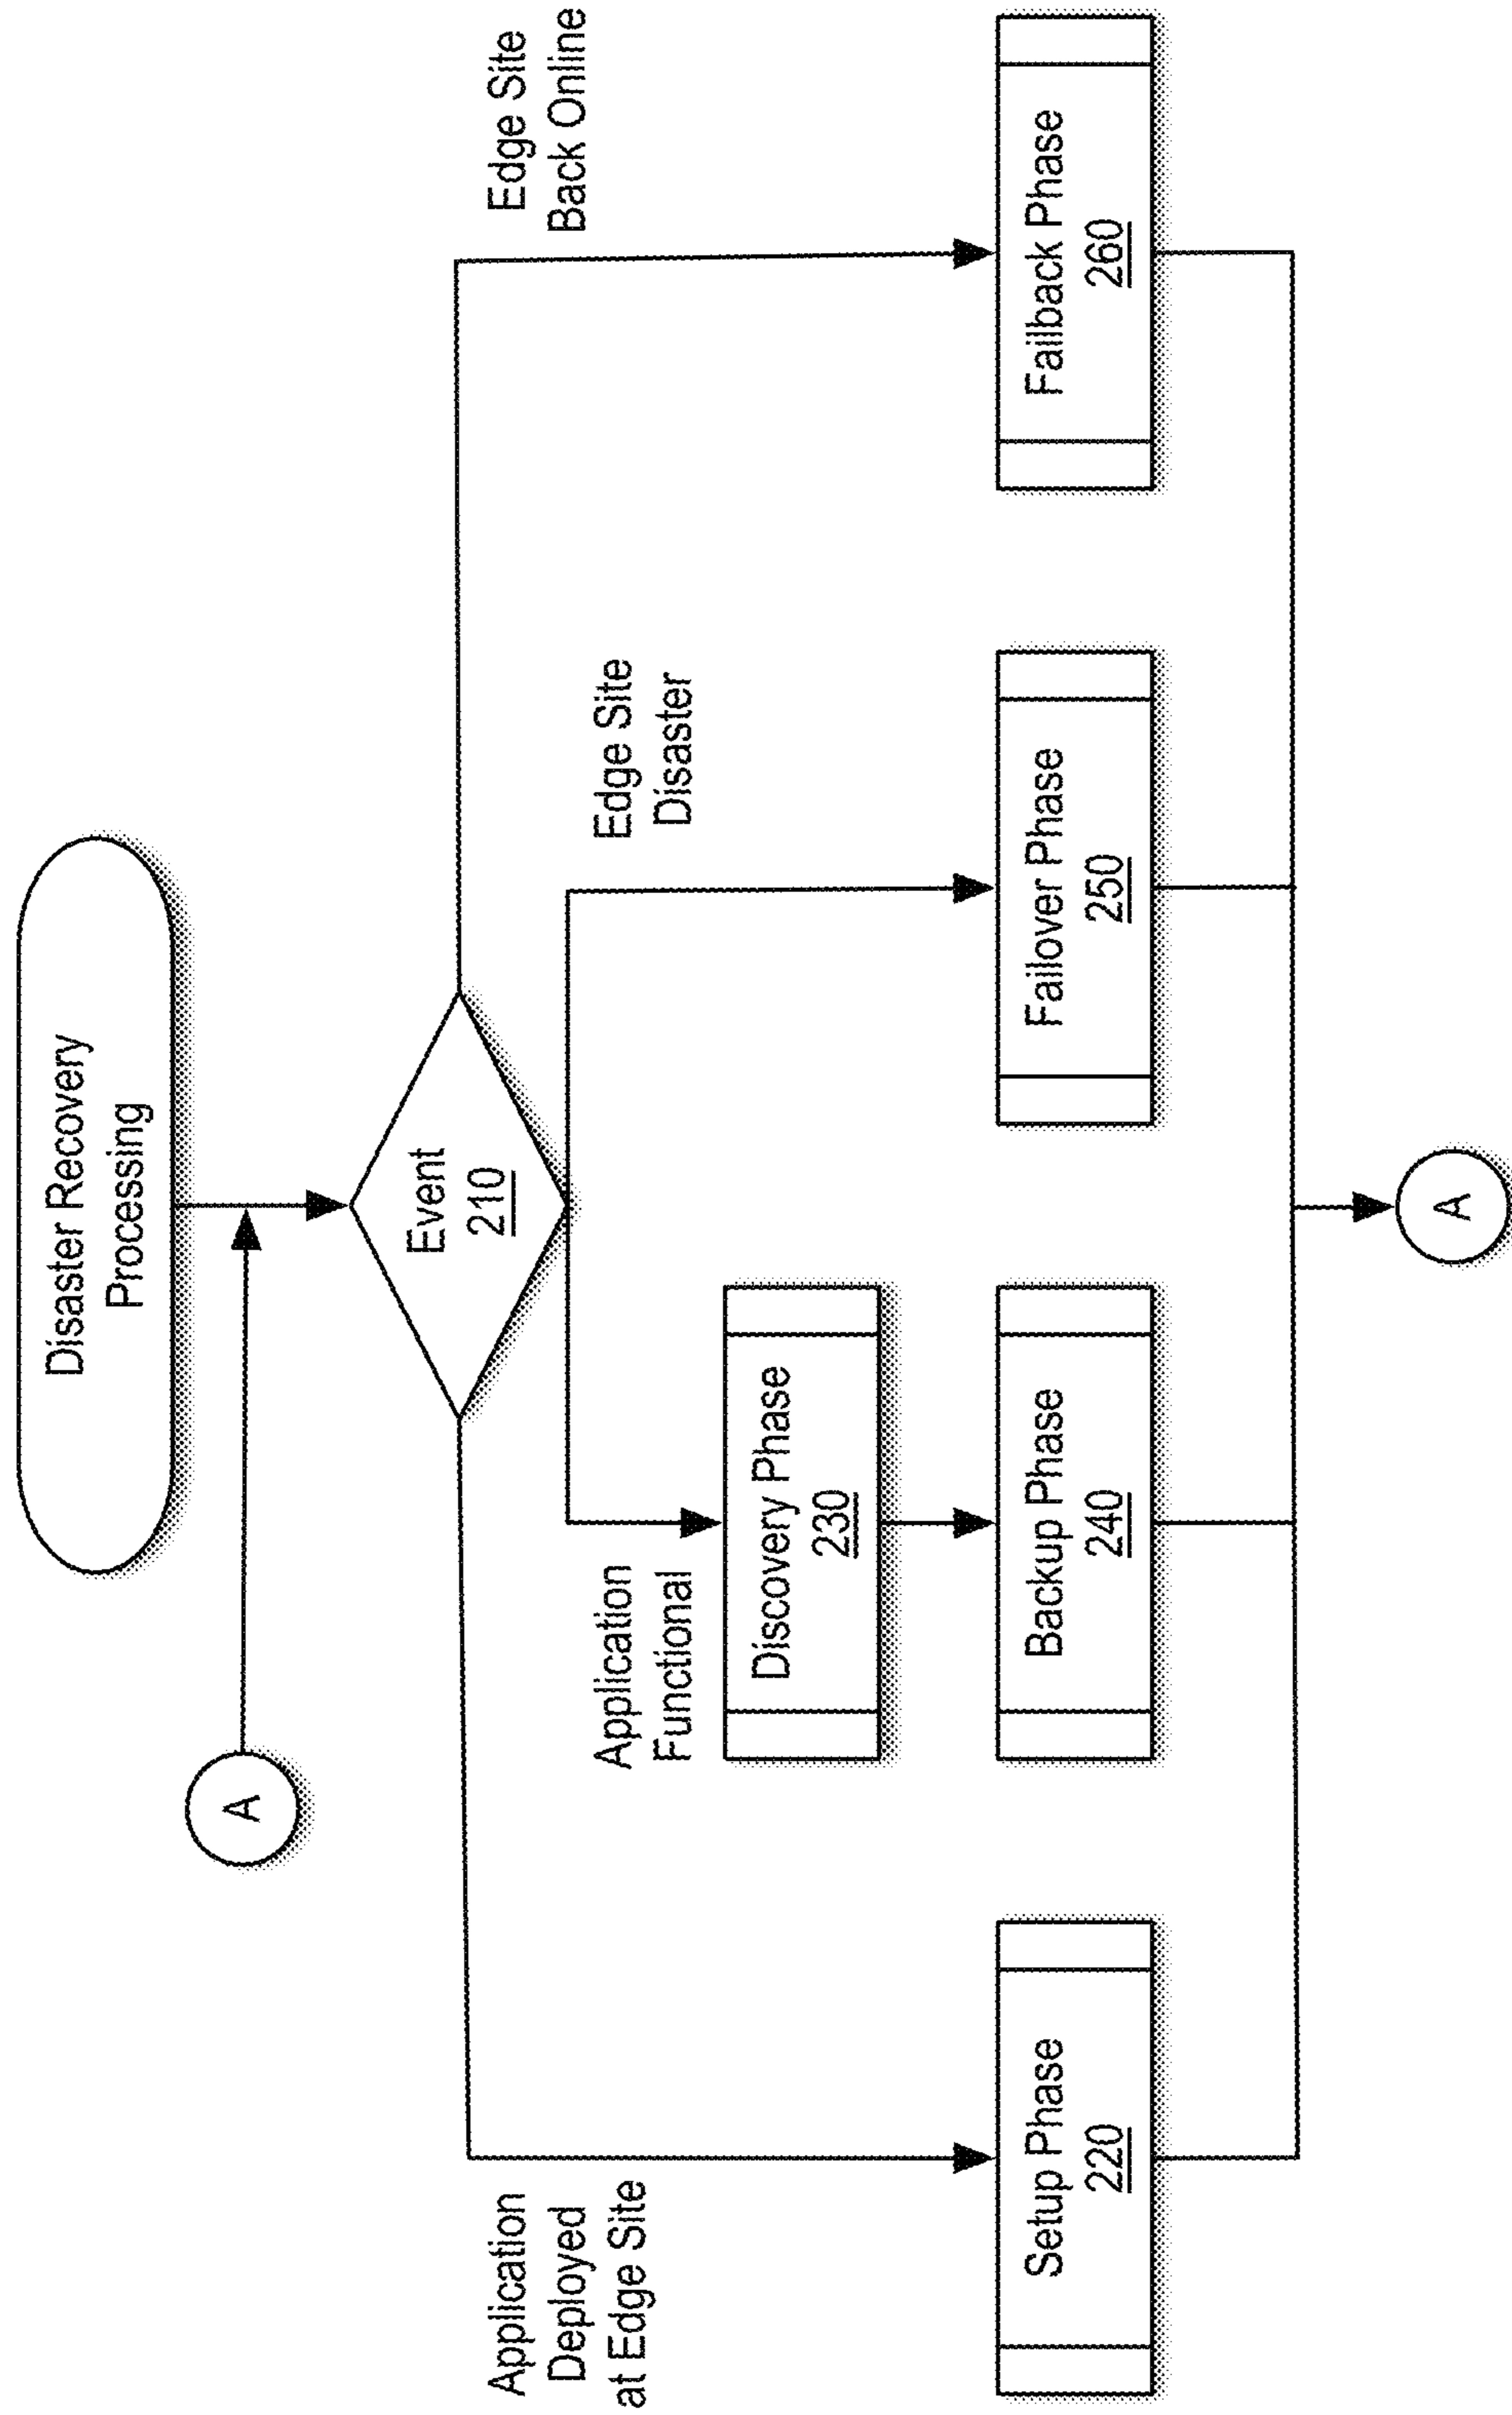 Disaster Recovery
Processing
A
Event
210
Application
Deployed
at Edge Site
Application
Functional
Edge Site
Disaster
Edge Site
Back Online
Discovery Phase
230
Setup Phase
220
Backup Phase
240
Failover Phase
250
Failback Phase
260
A